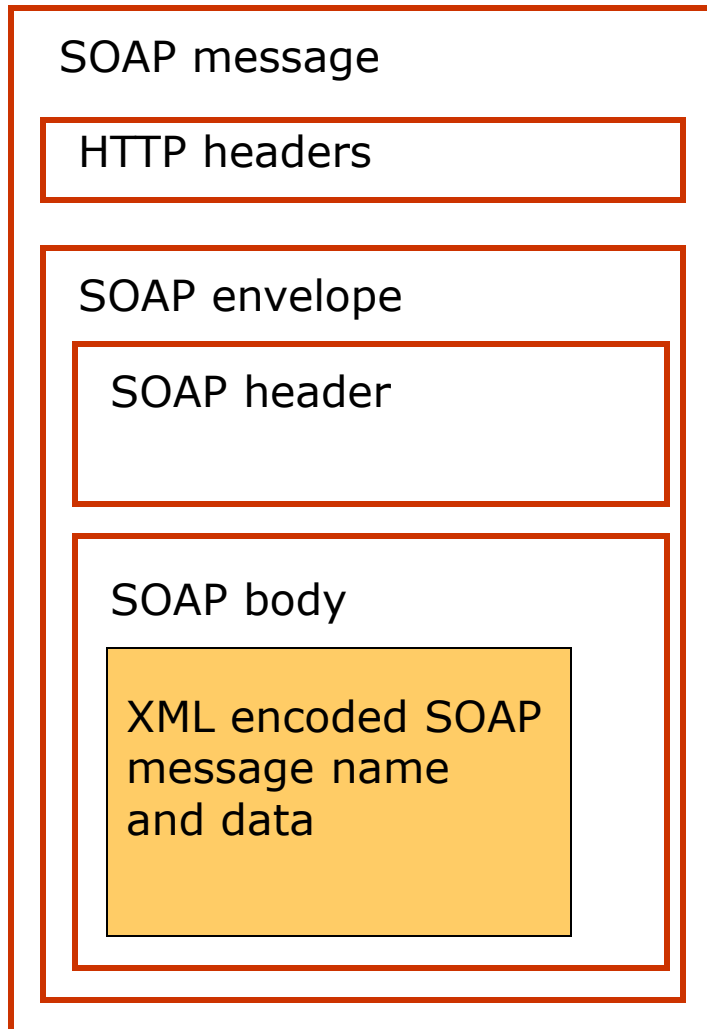 SOAP message
HTTP headers
SOAP envelope
SOAP header
SOAP body
XML encoded SOAP
message name
and data